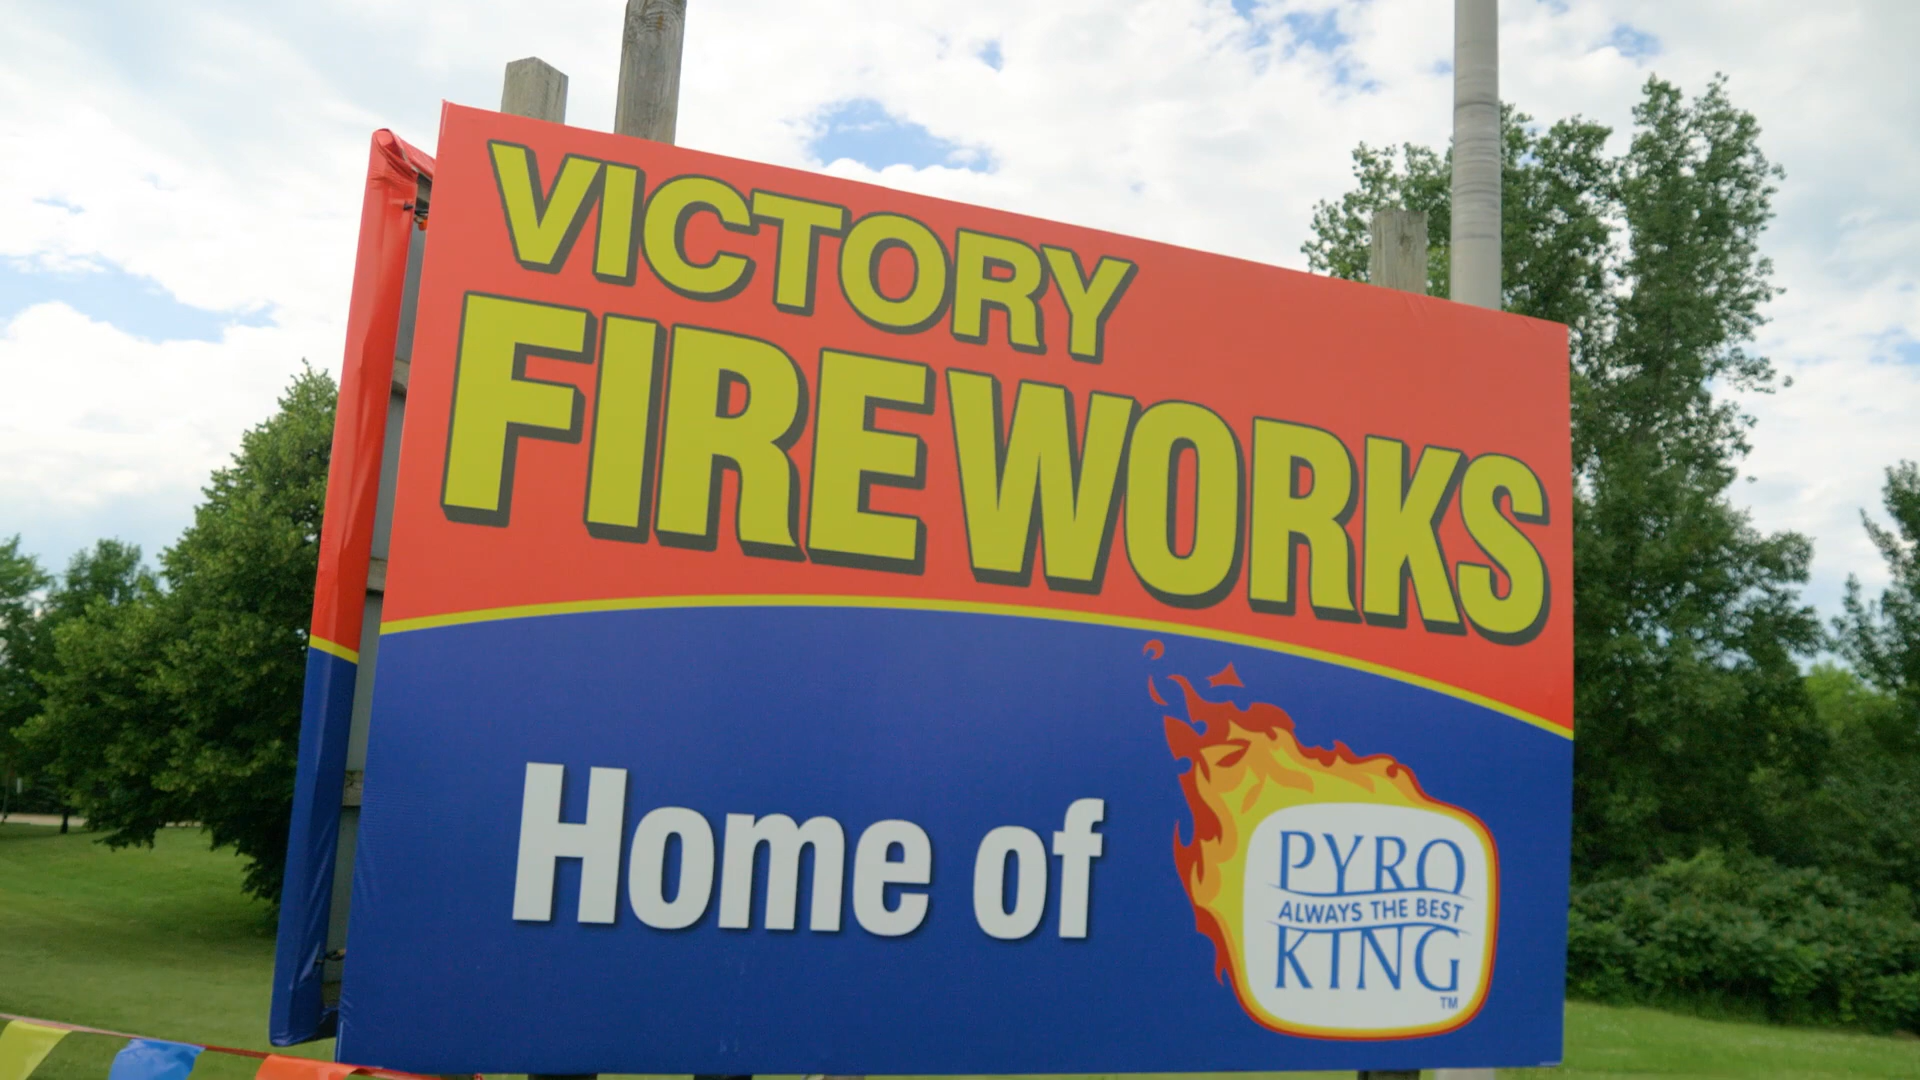 VICTORY
FIREWORKS
Home of
PYRO
ALWAYS THE BEST
KING
TM